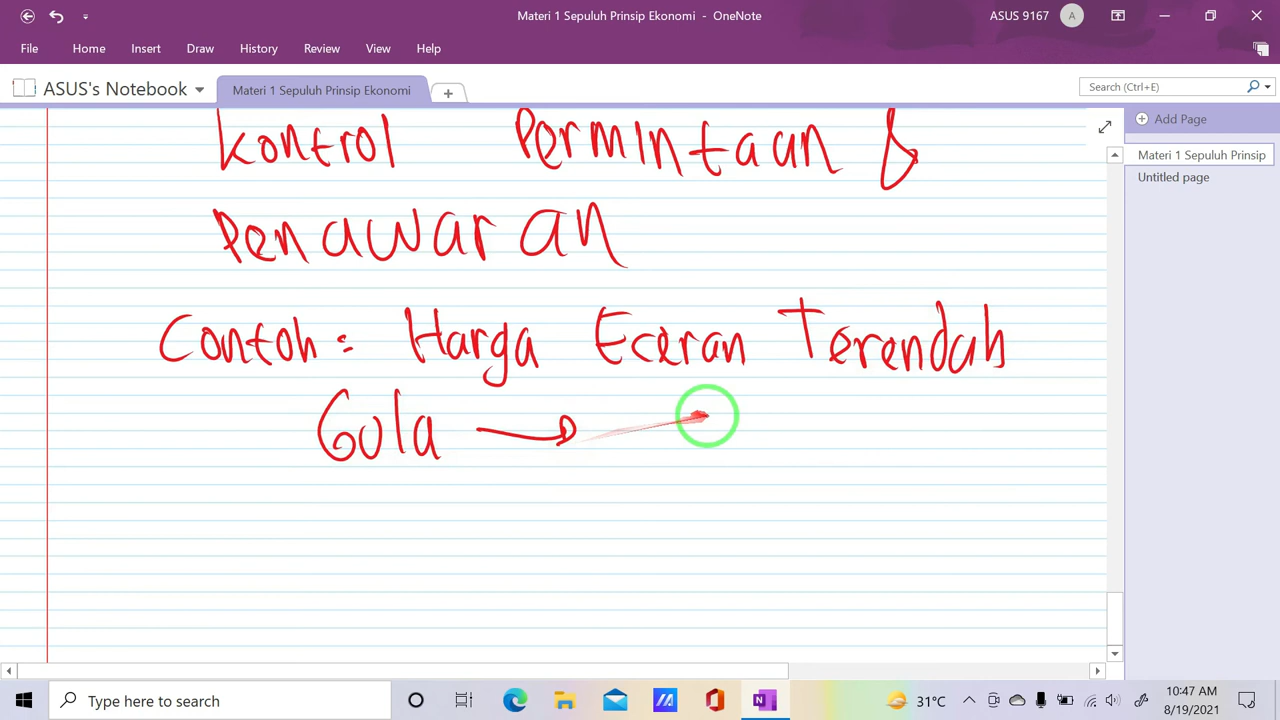 Materi 1 Sepuluh Prinsip Ekonomi - OneNote
ASUS 9167
A
File Home Insert Draw History Review View Help
ASUS's Notebook
Materi 1 Sepuluh Prinsip Ekonomi
Search (Ctrl+E)
Add Page
Materi 1 Sepuluh Prinsip
Untitled page
Kontrol Permintaan &
Penawaran
Contoh: Harga Eceran Terendah
Gula →
Type here to search
31°C
10:47 AM
8/19/2021